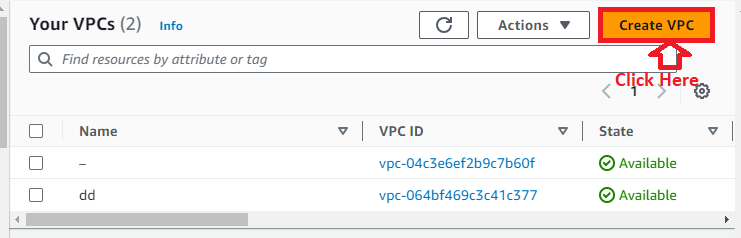 Your VPCs (2) Info Actions Create VPC
Find resources by attribute or tag
Click Here
1
Name VPC ID State
– vpc-04c3e6ef2b9c7b60f Available
dd vpc-064bf469c3c41c377 Available